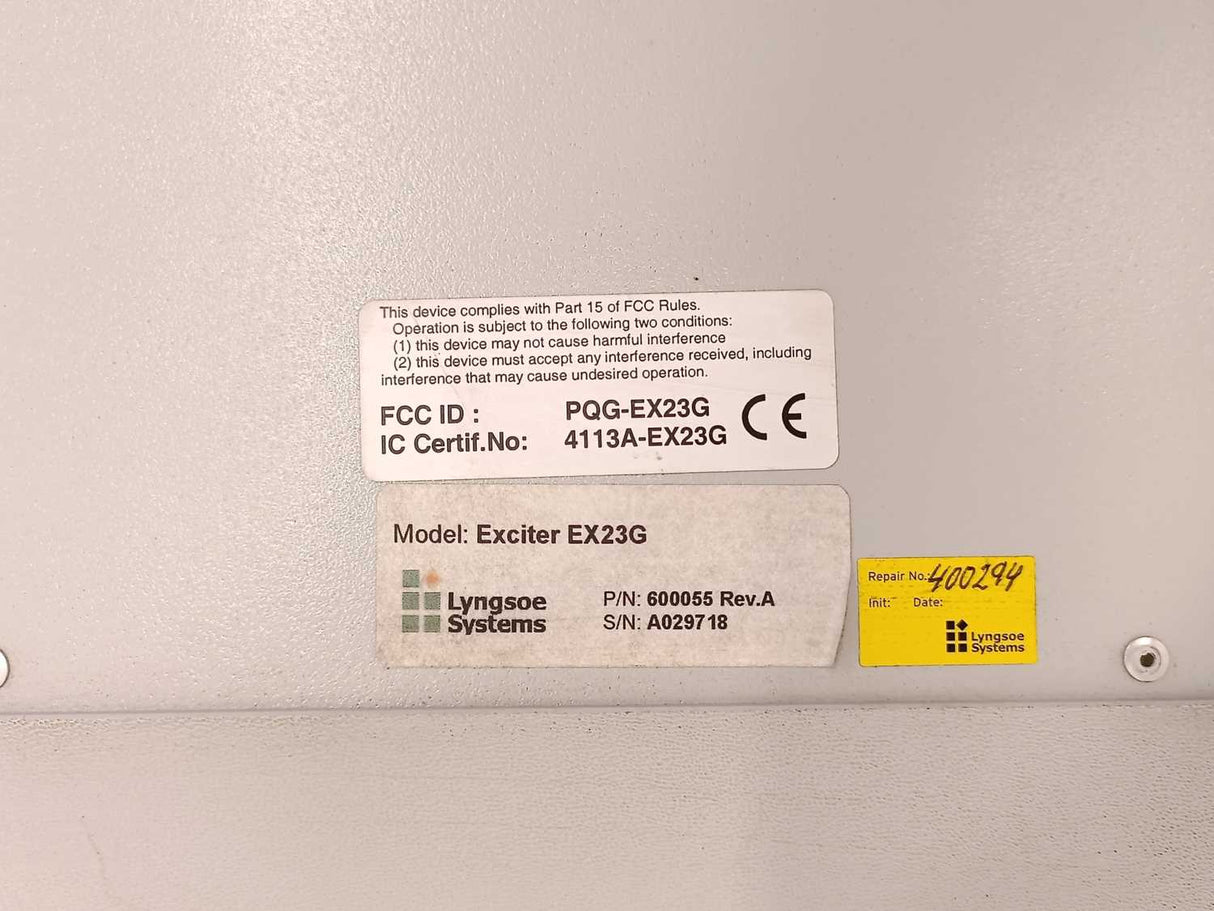 This device complies with Part 15 of FCC Rules.
Operation is subject to the following two conditions:
(1) this device may not cause harmful interference
(2) this device must accept any interference received, including
interference that may cause undesired operation.
FCC ID : PQG-EX23G
IC Certif.No: 4113A-EX23G
CE
Model: Exciter EX23G
Lyngsoe
Systems
P/N: 600055 Rev.A
S/N: A029718
Repair No.: 400294
Init: Date:
Lyngsoe
Systems